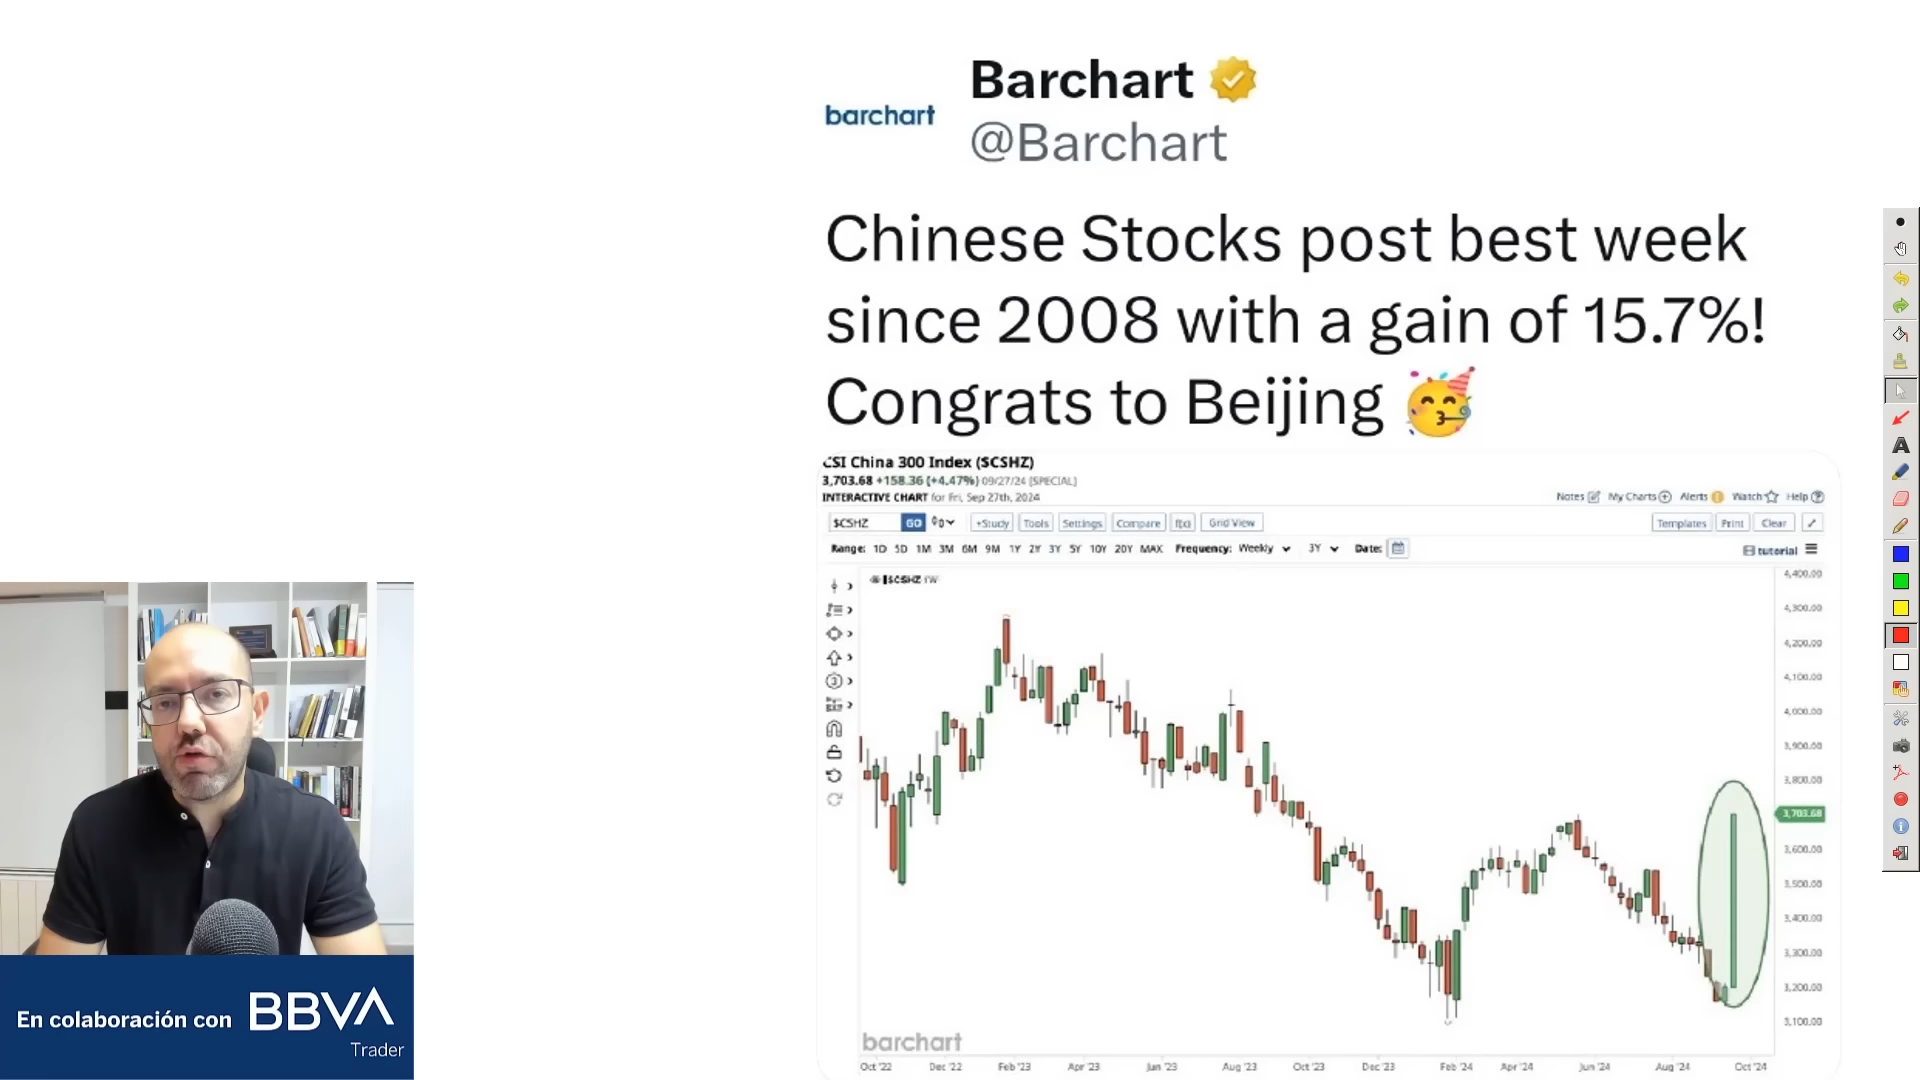 Barchart
barchart
@Barchart
Chinese Stocks post best week
since 2008 with a gain of 15.7%!
Congrats to Beijing
CSI China 300 Index ($CSHZ)
3,703.68 +158.36 (+4.47%) 09/27/24 [SPECIAL]
INTERACTIVE CHART for Fri, Sep 27th, 2024
Notes My Charts Alerts Watch Help
$CSHZ GO +Study Tools Settings Compare f(x) Grid View Templates Print Clear
Range: 1D 5D 1M 3M 6M 9M 1Y 2Y 3Y 5Y 10Y 20Y MAX Frequency: Weekly 3Y Date: tutorial
$CSHZ 1W
4,400.00
4,300.00
4,200.00
4,100.00
4,000.00
3,900.00
3,800.00
3,703.68
3,600.00
3,500.00
3,400.00
3,300.00
3,200.00
3,100.00
barchart
Oct '22 Dec '22 Feb '23 Apr '23 Jun '23 Aug '23 Oct '23 Dec '23 Feb '24 Apr '24 Jun '24 Aug '24 Oct '24
En colaboración con BBVA
Trader